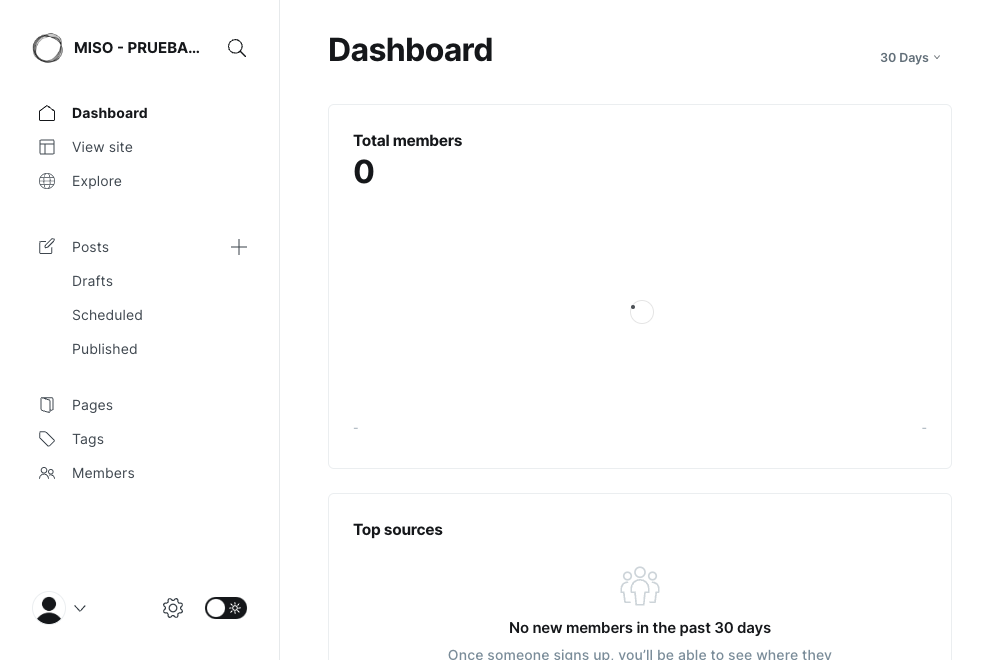 MISO - PRUEBA...
Dashboard
View site
Explore
Posts
Drafts
Scheduled
Published
Pages
Tags
Members
Dashboard
30 Days
Total members
0
-
-
Top sources
No new members in the past 30 days
Once someone signs up, you’ll be able to see where they